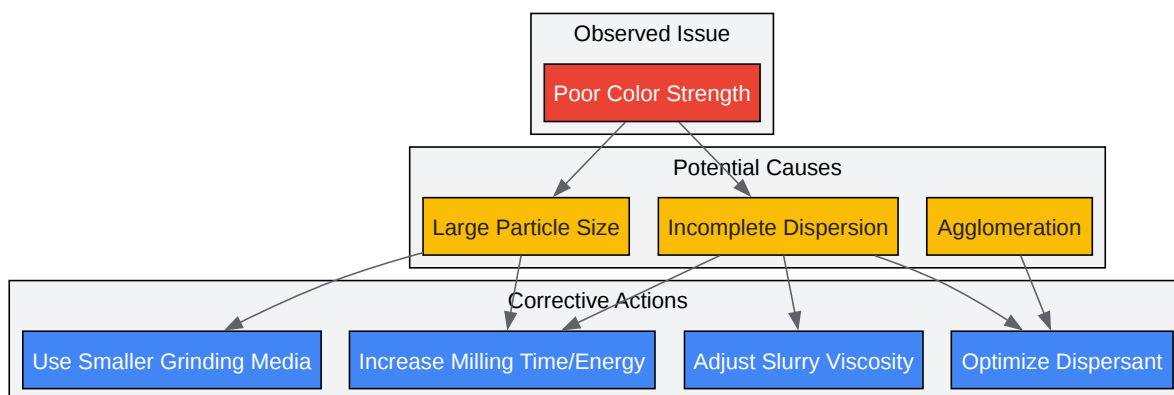 Observed Issue
Poor Color Strength
Potential Causes
Large Particle Size
Incomplete Dispersion
Agglomeration
Corrective Actions
Use Smaller Grinding Media
Increase Milling Time/Energy
Adjust Slurry Viscosity
Optimize Dispersant